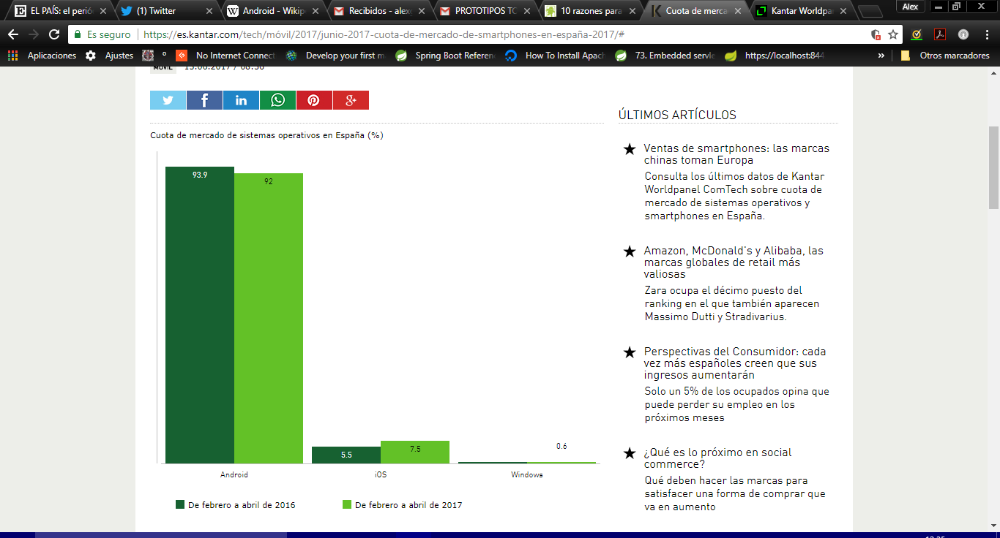 EL PAÍS: el perió
(1) Twitter
Android - Wikip
Recibidos - alexg
PROTOTIPOS TO
10 razones para
Cuota de merca
Kantar Worldpa
Alex
Es seguro
https://es.kantar.com/tech/móvil/2017/junio-2017-cuota-de-mercado-de-smartphones-en-españa-2017/#
Aplicaciones
Ajustes
No Internet Connect
Develop your first m
Spring Boot Referen
How To Install Apach
73. Embedded servle
https://localhost:844
»
Otros marcadores
MÓVIL
Cuota de mercado de sistemas operativos en España (%)
93.9
92
5.5
7.5
0.6
Android
iOS
Windows
De febrero a abril de 2016
De febrero a abril de 2017
ÚLTIMOS ARTÍCULOS
Ventas de smartphones: las marcas
chinas toman Europa
Consulta los últimos datos de Kantar
Worldpanel ComTech sobre cuota de
mercado de sistemas operativos y
smartphones en España.
Amazon, McDonald's y Alibaba, las
marcas globales de retail más
valiosas
Zara ocupa el décimo puesto del
ranking en el que también aparecen
Massimo Dutti y Stradivarius.
Perspectivas del Consumidor: cada
vez más españoles creen que sus
ingresos aumentarán
Solo un 5% de los ocupados opina que
puede perder su empleo en los
próximos meses
¿Qué es lo próximo en social
commerce?
Qué deben hacer las marcas para
satisfacer una forma de comprar que
va en aumento